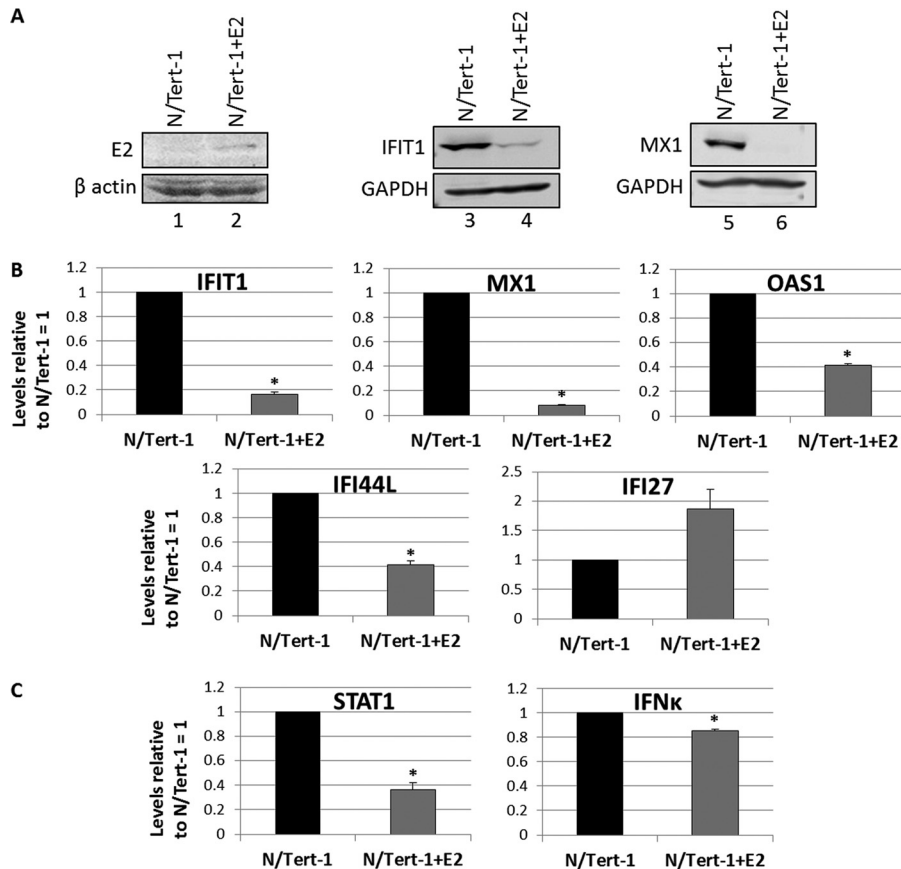 A
N/Tert-1
N/Tert-1+E2
E2
β actin
1 2
N/Tert-1
N/Tert-1+E2
IFIT1
GAPDH
3 4
N/Tert-1
N/Tert-1+E2
MX1
GAPDH
5 6
B
Levels relative
to N/Tert-1 = 1
IFIT1
1.2
1
0.8
0.6
0.4
0.2
0
*
N/Tert-1 N/Tert-1+E2
MX1
1.2
1
0.8
0.6
0.4
0.2
0
*
N/Tert-1 N/Tert-1+E2
OAS1
1.2
1
0.8
0.6
0.4
0.2
0
*
N/Tert-1 N/Tert-1+E2
Levels relative
to N/Tert-1 = 1
IFI44L
1.2
1
0.8
0.6
0.4
0.2
0
*
N/Tert-1 N/Tert-1+E2
IFI27
2.5
2
1.5
1
0.5
0
N/Tert-1 N/Tert-1+E2
C
Levels relative
to N/Tert-1 = 1
STAT1
1.2
1
0.8
0.6
0.4
0.2
0
*
N/Tert-1 N/Tert-1+E2
IFNκ
1.2
1
0.8
0.6
0.4
0.2
0
*
N/Tert-1 N/Tert-1+E2